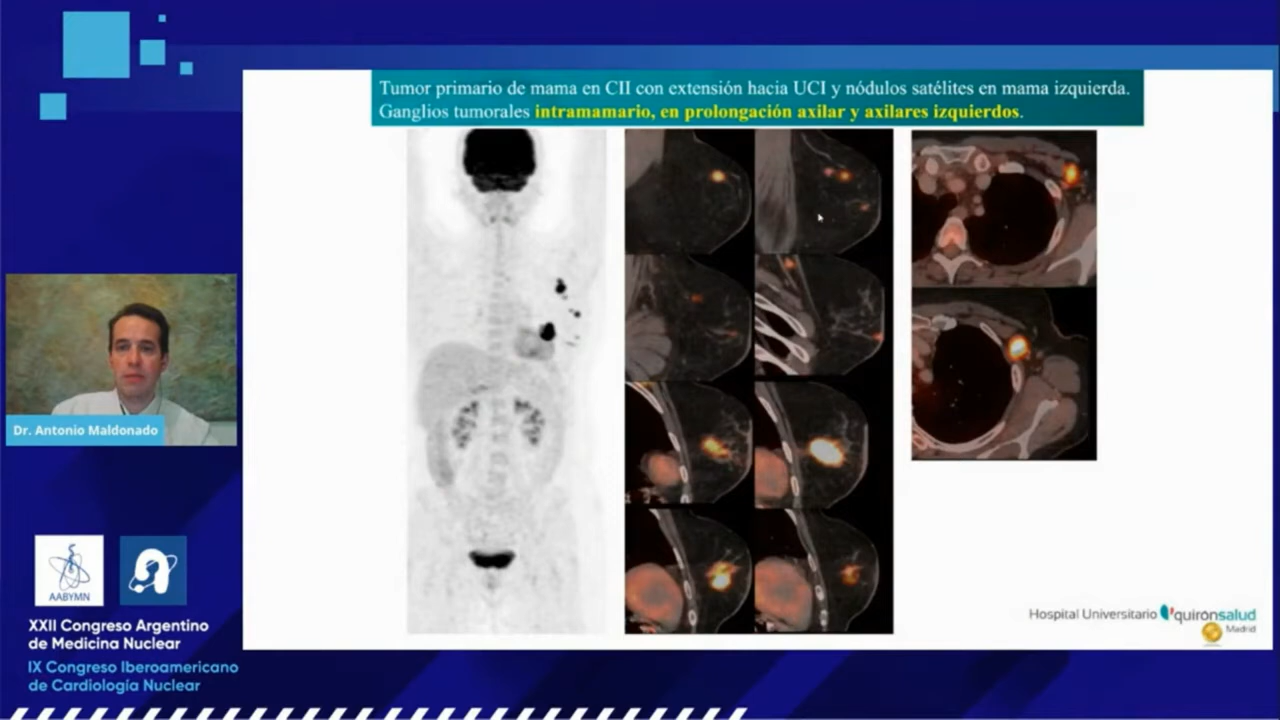 Tumor primario de mama en CII con extensión hacia UCI y nódulos satélites en mama izquierda.
Ganglios tumorales intramamario, en prolongación axilar y axilares izquierdos.
Dr. Antonio Maldonado
AABYMN
XXII Congreso Argentino
de Medicina Nuclear
IX Congreso Iberoamericano
de Cardiología Nuclear
Hospital Universitario quirónsalud
Madrid